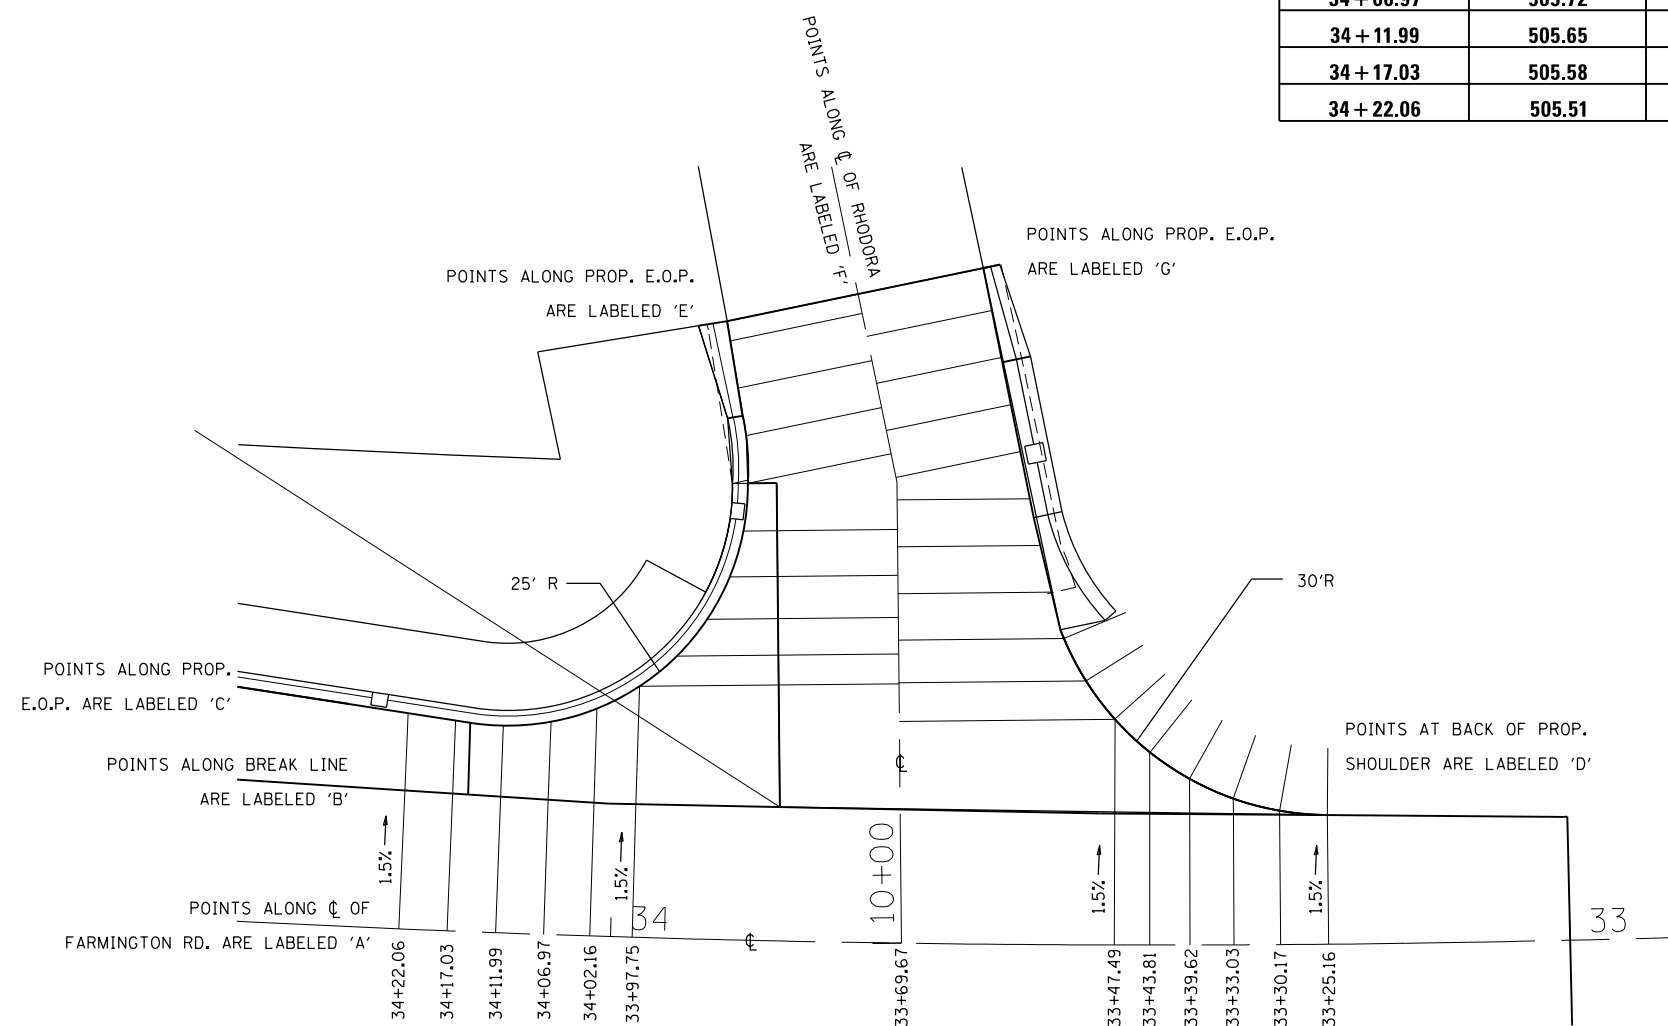 34+06.97 505.72
34+11.99 505.65
34+17.03 505.58
34+22.06 505.51
POINTS ALONG ℄ OF RHODORA
ARE LABELED 'F'
POINTS ALONG PROP. E.O.P.
ARE LABELED 'G'
POINTS ALONG PROP. E.O.P.
ARE LABELED 'E'
25' R
30'R
POINTS ALONG PROP.
E.O.P. ARE LABELED 'C'
POINTS ALONG BREAK LINE
ARE LABELED 'B'
POINTS AT BACK OF PROP.
SHOULDER ARE LABELED 'D'
℄
1.5%
1.5%
10+00
1.5%
1.5%
POINTS ALONG ℄ OF
FARMINGTON RD. ARE LABELED 'A'
34
℄
33
34+22.06
34+17.03
34+11.99
34+06.97
34+02.16
33+97.75
33+69.67
33+47.49
33+43.81
33+39.62
33+33.03
33+30.17
33+25.16